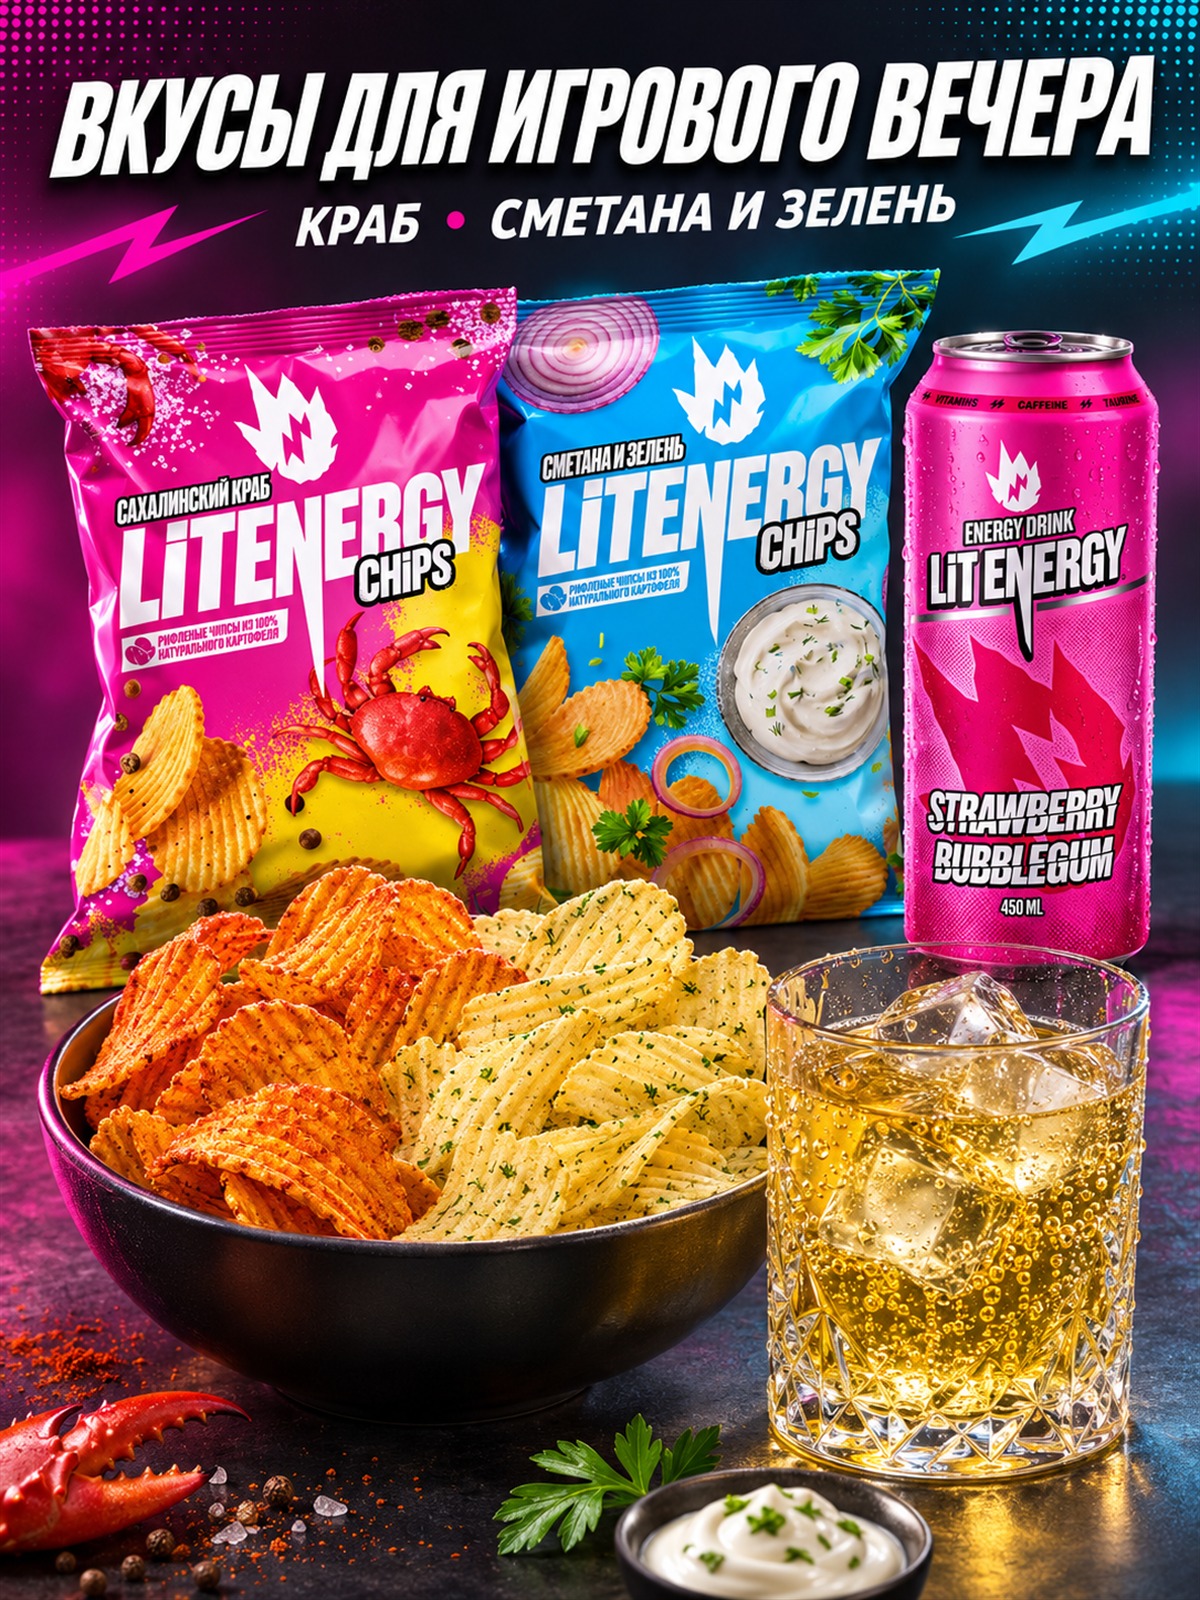 ВКУСЫ ДЛЯ ИГРОВОГО ВЕЧЕРА
КРАБ • СМЕТАНА И ЗЕЛЕНЬ
САХАЛИНСКИЙ КРАБ
LiTENERGY
CHiPS
РИФЛЕНЫЕ ЧИПСЫ ИЗ 100%
НАТУРАЛЬНОГО КАРТОФЕЛЯ
СМЕТАНА И ЗЕЛЕНЬ
LiTENERGY
CHiPS
РИФЛЕНЫЕ ЧИПСЫ ИЗ 100%
НАТУРАЛЬНОГО КАРТОФЕЛЯ
VITAMINS CAFFEINE TAURINE
ENERGY DRINK
LiT ENERGY
STRAWBERRY
BUBBLEGUM
450 ML